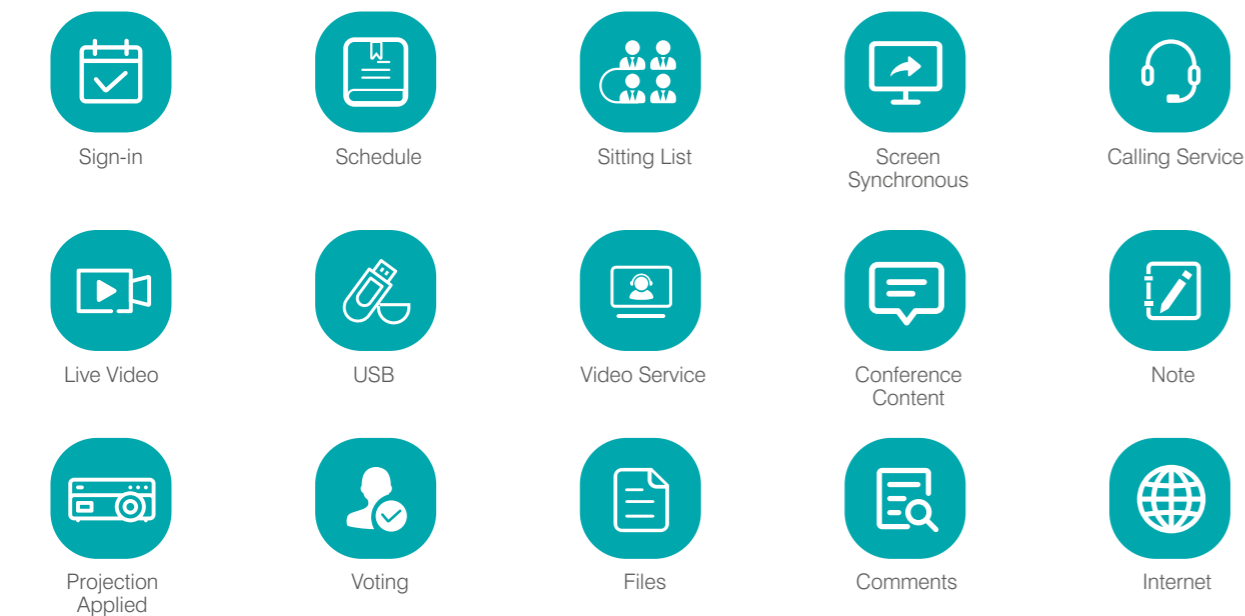 Sign-in
Schedule
Sitting List
Screen
Synchronous
Calling Service
Live Video
USB
Video Service
Conference
Content
Note
Projection
Applied
Voting
Files
Comments
Internet